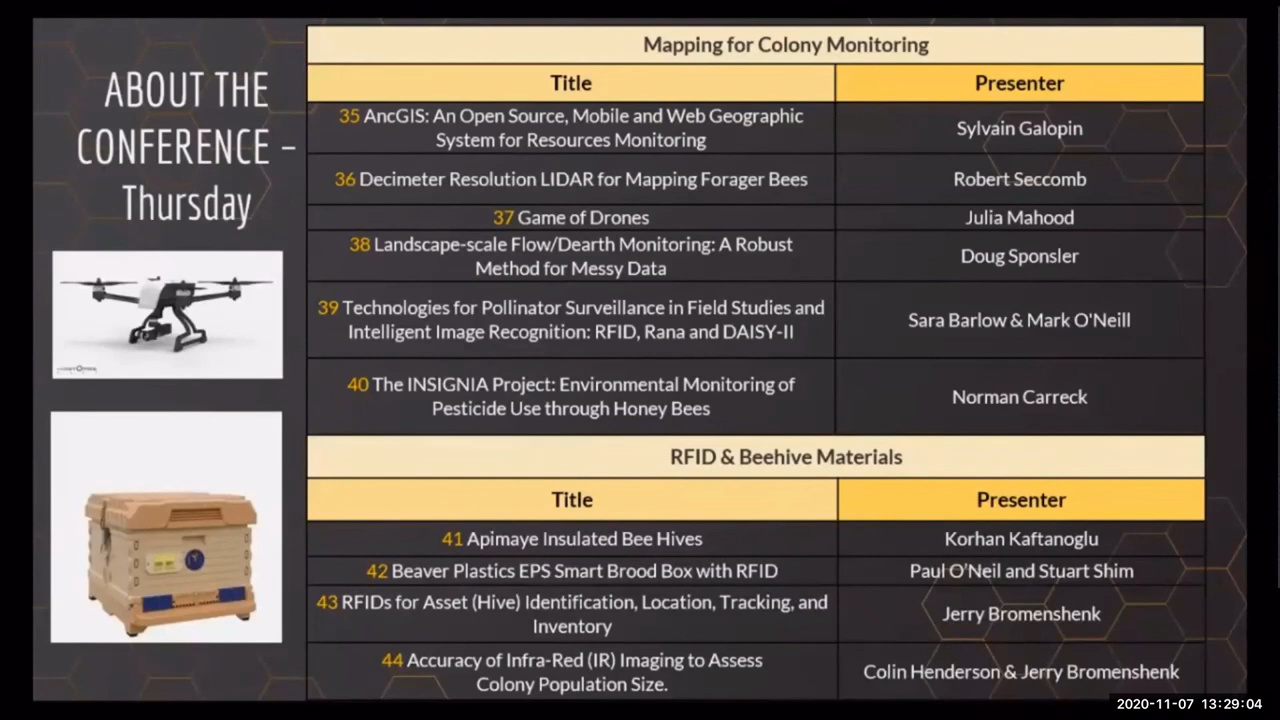 ABOUT THE
CONFERENCE –
Thursday
Mapping for Colony Monitoring
Title
Presenter
35 AncGIS: An Open Source, Mobile and Web Geographic
System for Resources Monitoring
Sylvain Galopin
36 Decimeter Resolution LIDAR for Mapping Forager Bees
Robert Seccomb
37 Game of Drones
Julia Mahood
38 Landscape-scale Flow/Dearth Monitoring: A Robust
Method for Messy Data
Doug Sponsler
39 Technologies for Pollinator Surveillance in Field Studies and
Intelligent Image Recognition: RFID, Rana and DAISY-II
Sara Barlow & Mark O'Neill
40 The INSIGNIA Project: Environmental Monitoring of
Pesticide Use through Honey Bees
Norman Carreck
RFID & Beehive Materials
Title
Presenter
41 Apimaye Insulated Bee Hives
Korhan Kaftanoglu
42 Beaver Plastics EPS Smart Brood Box with RFID
Paul O'Neil and Stuart Shim
43 RFIDs for Asset (Hive) Identification, Location, Tracking, and
Inventory
Jerry Bromenshenk
44 Accuracy of Infra-Red (IR) Imaging to Assess
Colony Population Size.
Colin Henderson & Jerry Bromenshenk
2020-11-07 13:29:04